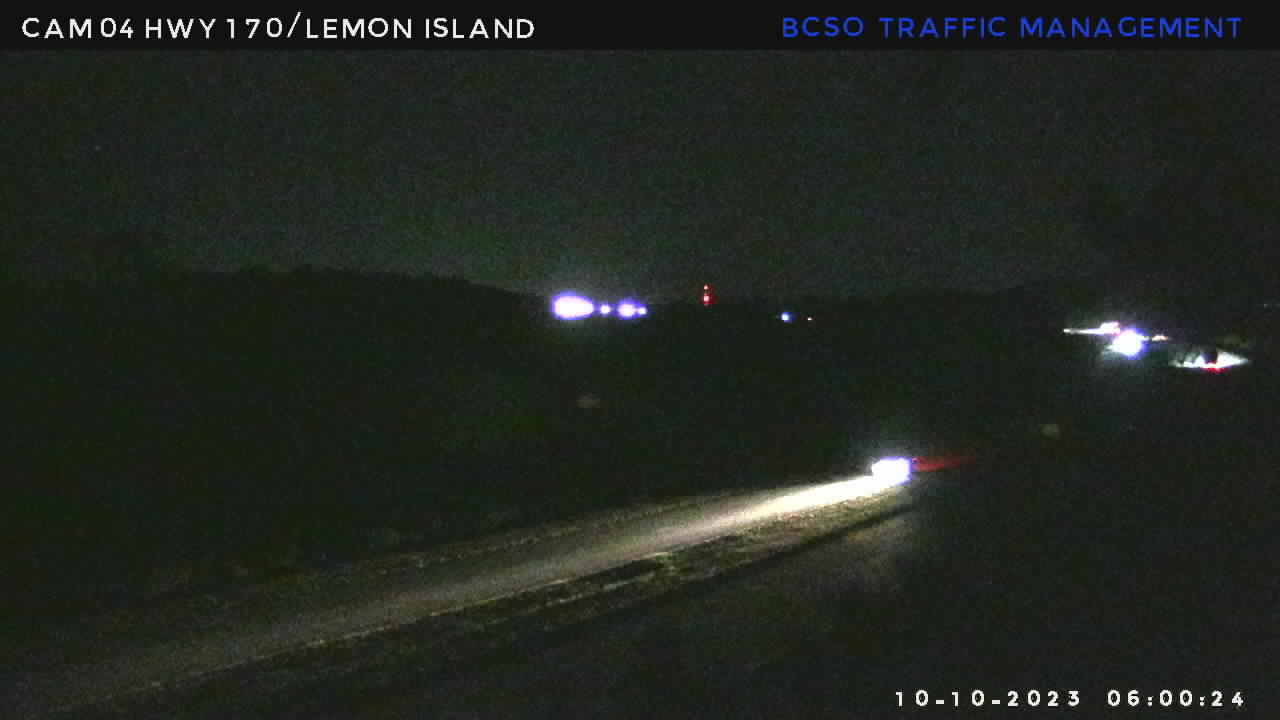 CAM04 HWY 170/LEMON ISLAND
BCSO TRAFFIC MANAGEMENT
10-10-2023 06:00:24